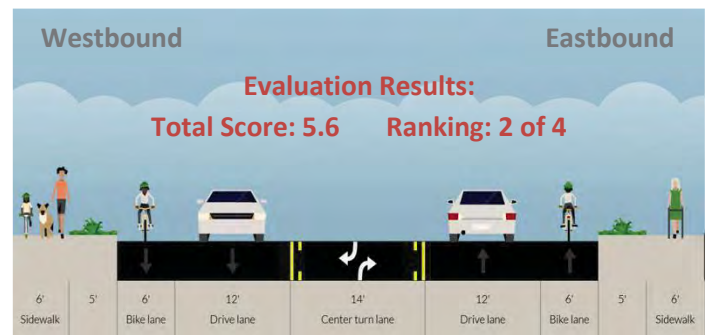 Westbound Eastbound
Evaluation Results:
Total Score: 5.6 Ranking: 2 of 4
6' 5' 6' 12' 14' 12' 6' 5' 6'
Sidewalk Bike lane Drive lane Center turn lane Drive lane Bike lane Sidewalk